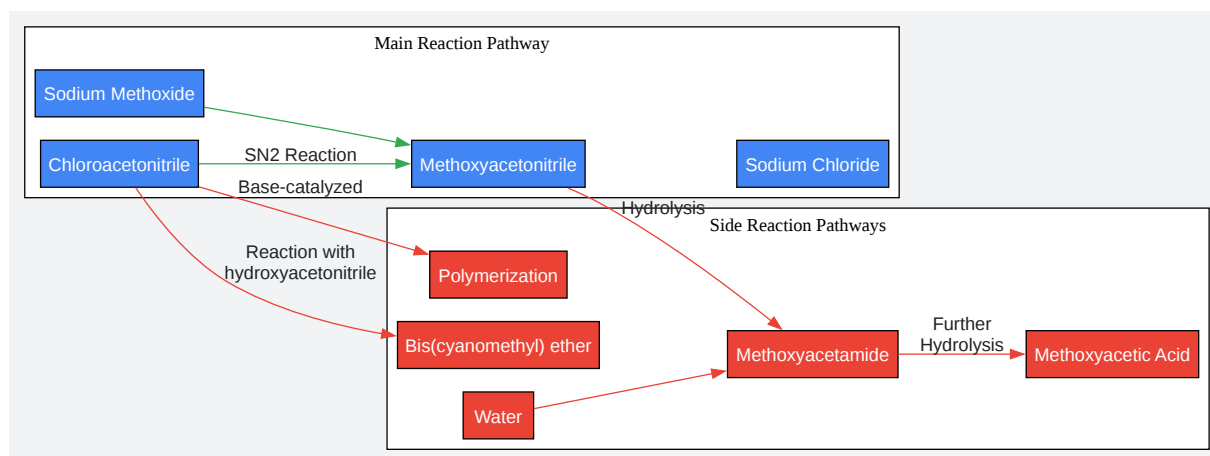 Main Reaction Pathway
Sodium Methoxide
Chloroacetonitrile
SN2 Reaction
Methoxyacetonitrile
Sodium Chloride
Base-catalyzed
Hydrolysis
Side Reaction Pathways
Reaction with
hydroxyacetonitrile
Polymerization
Bis(cyanomethyl) ether
Methoxyacetamide
Further
Hydrolysis
Methoxyacetic Acid
Water